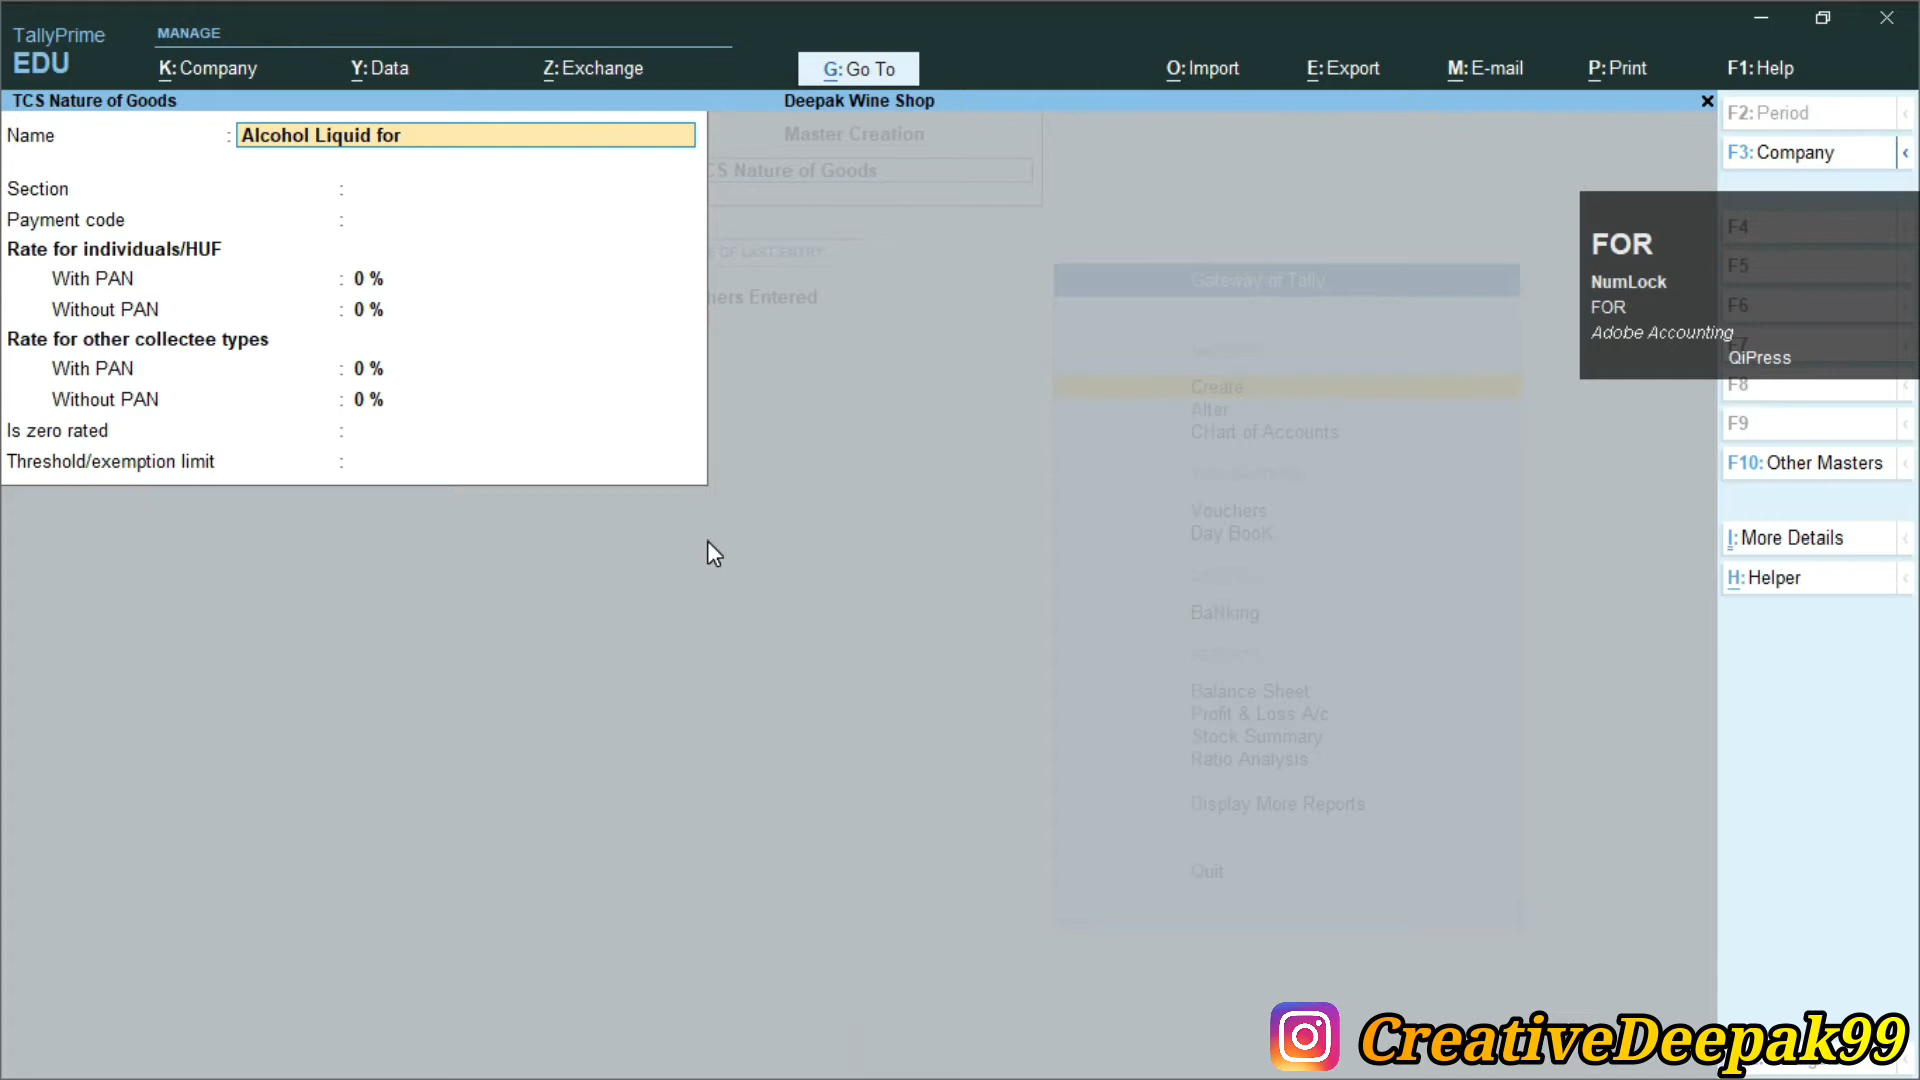 TallyPrime
EDU
MANAGE
K: Company
Y: Data
Z: Exchange
G: Go To
O: Import
E: Export
M: E-mail
P: Print
F1: Help
TCS Nature of Goods
Deepak Wine Shop
Name : Alcohol Liquid for
Section :
Payment code :
Rate for individuals/HUF
With PAN : 0 %
Without PAN : 0 %
Rate for other collectee types
With PAN : 0 %
Without PAN : 0 %
Is zero rated :
Threshold/exemption limit :
Master Creation
CS Nature of Goods
OF LAST ENTRY
hers Entered
Gateway of Tally
Create
Alter
CHart of Accounts
Vouchers
Day BooK
BaNking
Balance Sheet
Profit & Loss A/c
Stock Summary
Ratio Analysis
Display More Reports
Quit
F2: Period
F3: Company
F4
F5
F6
F7
F8
F9
F10: Other Masters
I: More Details
H: Helper
FOR
NumLock
FOR
Adobe Accounting
QiPress
CreativeDeepak99